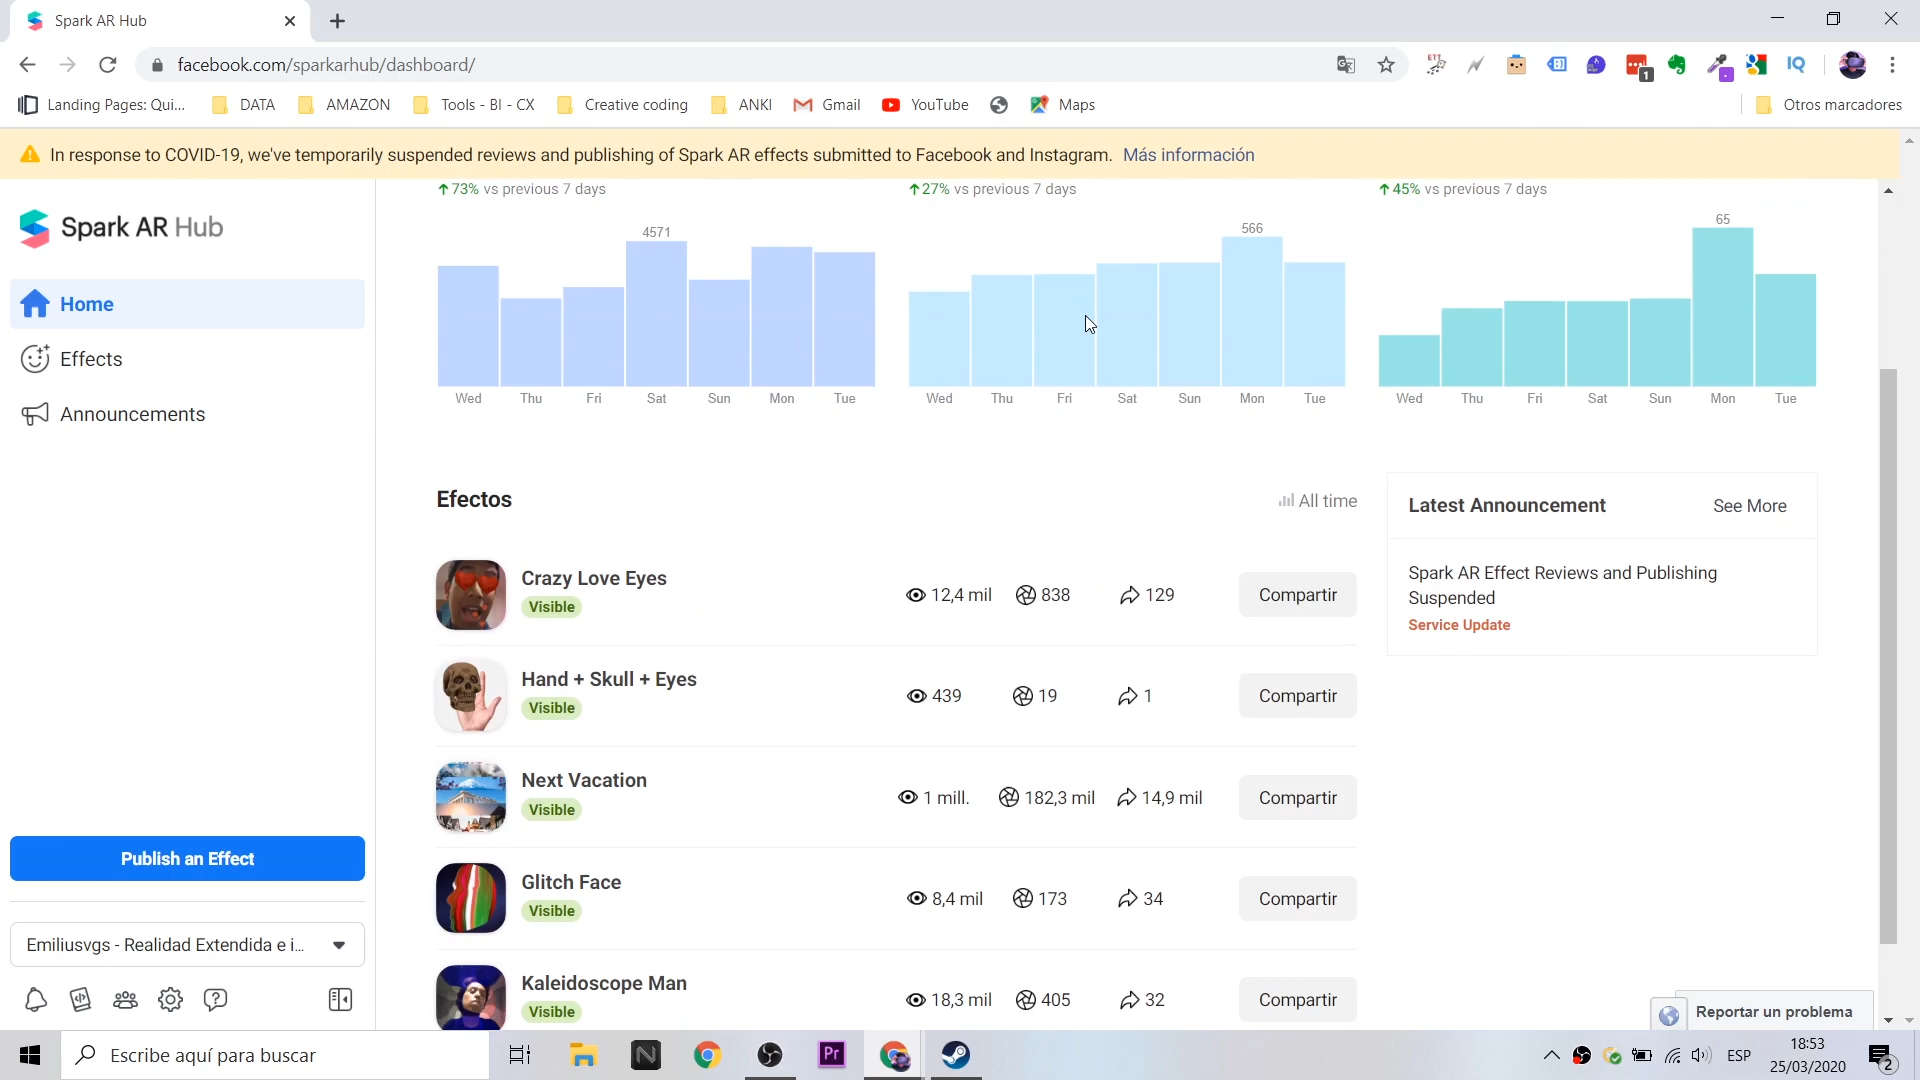 Spark AR Hub
facebook.com/sparkarhub/dashboard/
Landing Pages: Qui...
DATA
AMAZON
Tools - BI - CX
Creative coding
ANKI
Gmail
YouTube
Maps
Otros marcadores
In response to COVID-19, we've temporarily suspended reviews and publishing of Spark AR effects submitted to Facebook and Instagram. Más información
Spark AR Hub
Home
Effects
Announcements
Publish an Effect
Emiliusvgs - Realidad Extendida e i...
73% vs previous 7 days
4571
Wed Thu Fri Sat Sun Mon Tue
27% vs previous 7 days
566
Wed Thu Fri Sat Sun Mon Tue
45% vs previous 7 days
65
Wed Thu Fri Sat Sun Mon Tue
Efectos
All time
Crazy Love Eyes
Visible
12,4 mil 838 129 Compartir
Hand + Skull + Eyes
Visible
439 19 1 Compartir
Next Vacation
Visible
1 mill. 182,3 mil 14,9 mil Compartir
Glitch Face
Visible
8,4 mil 173 34 Compartir
Kaleidoscope Man
Visible
18,3 mil 405 32 Compartir
Latest Announcement See More
Spark AR Effect Reviews and Publishing
Suspended
Service Update
Reportar un problema
Escribe aquí para buscar
Pr
ESP
18:53
25/03/2020
2
1
IQ